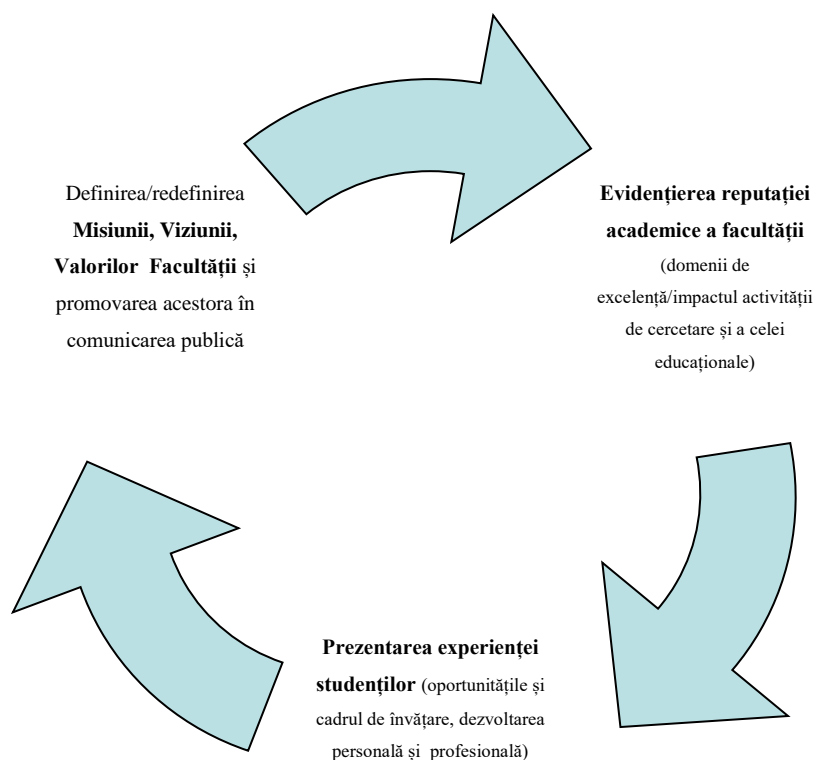 Definirea/redefinirea
Misiunii, Viziunii,
Valorilor Facultății și
promovarea acestora în
comunicarea publică
Evidențierea reputației
academice a facultății
(domenii de
excelență/impactul activității
de cercetare și a celei
educaționale)
Prezentarea experienței
studenților (oportunitățile și
cadrul de învățare, dezvoltarea
personală și profesională)